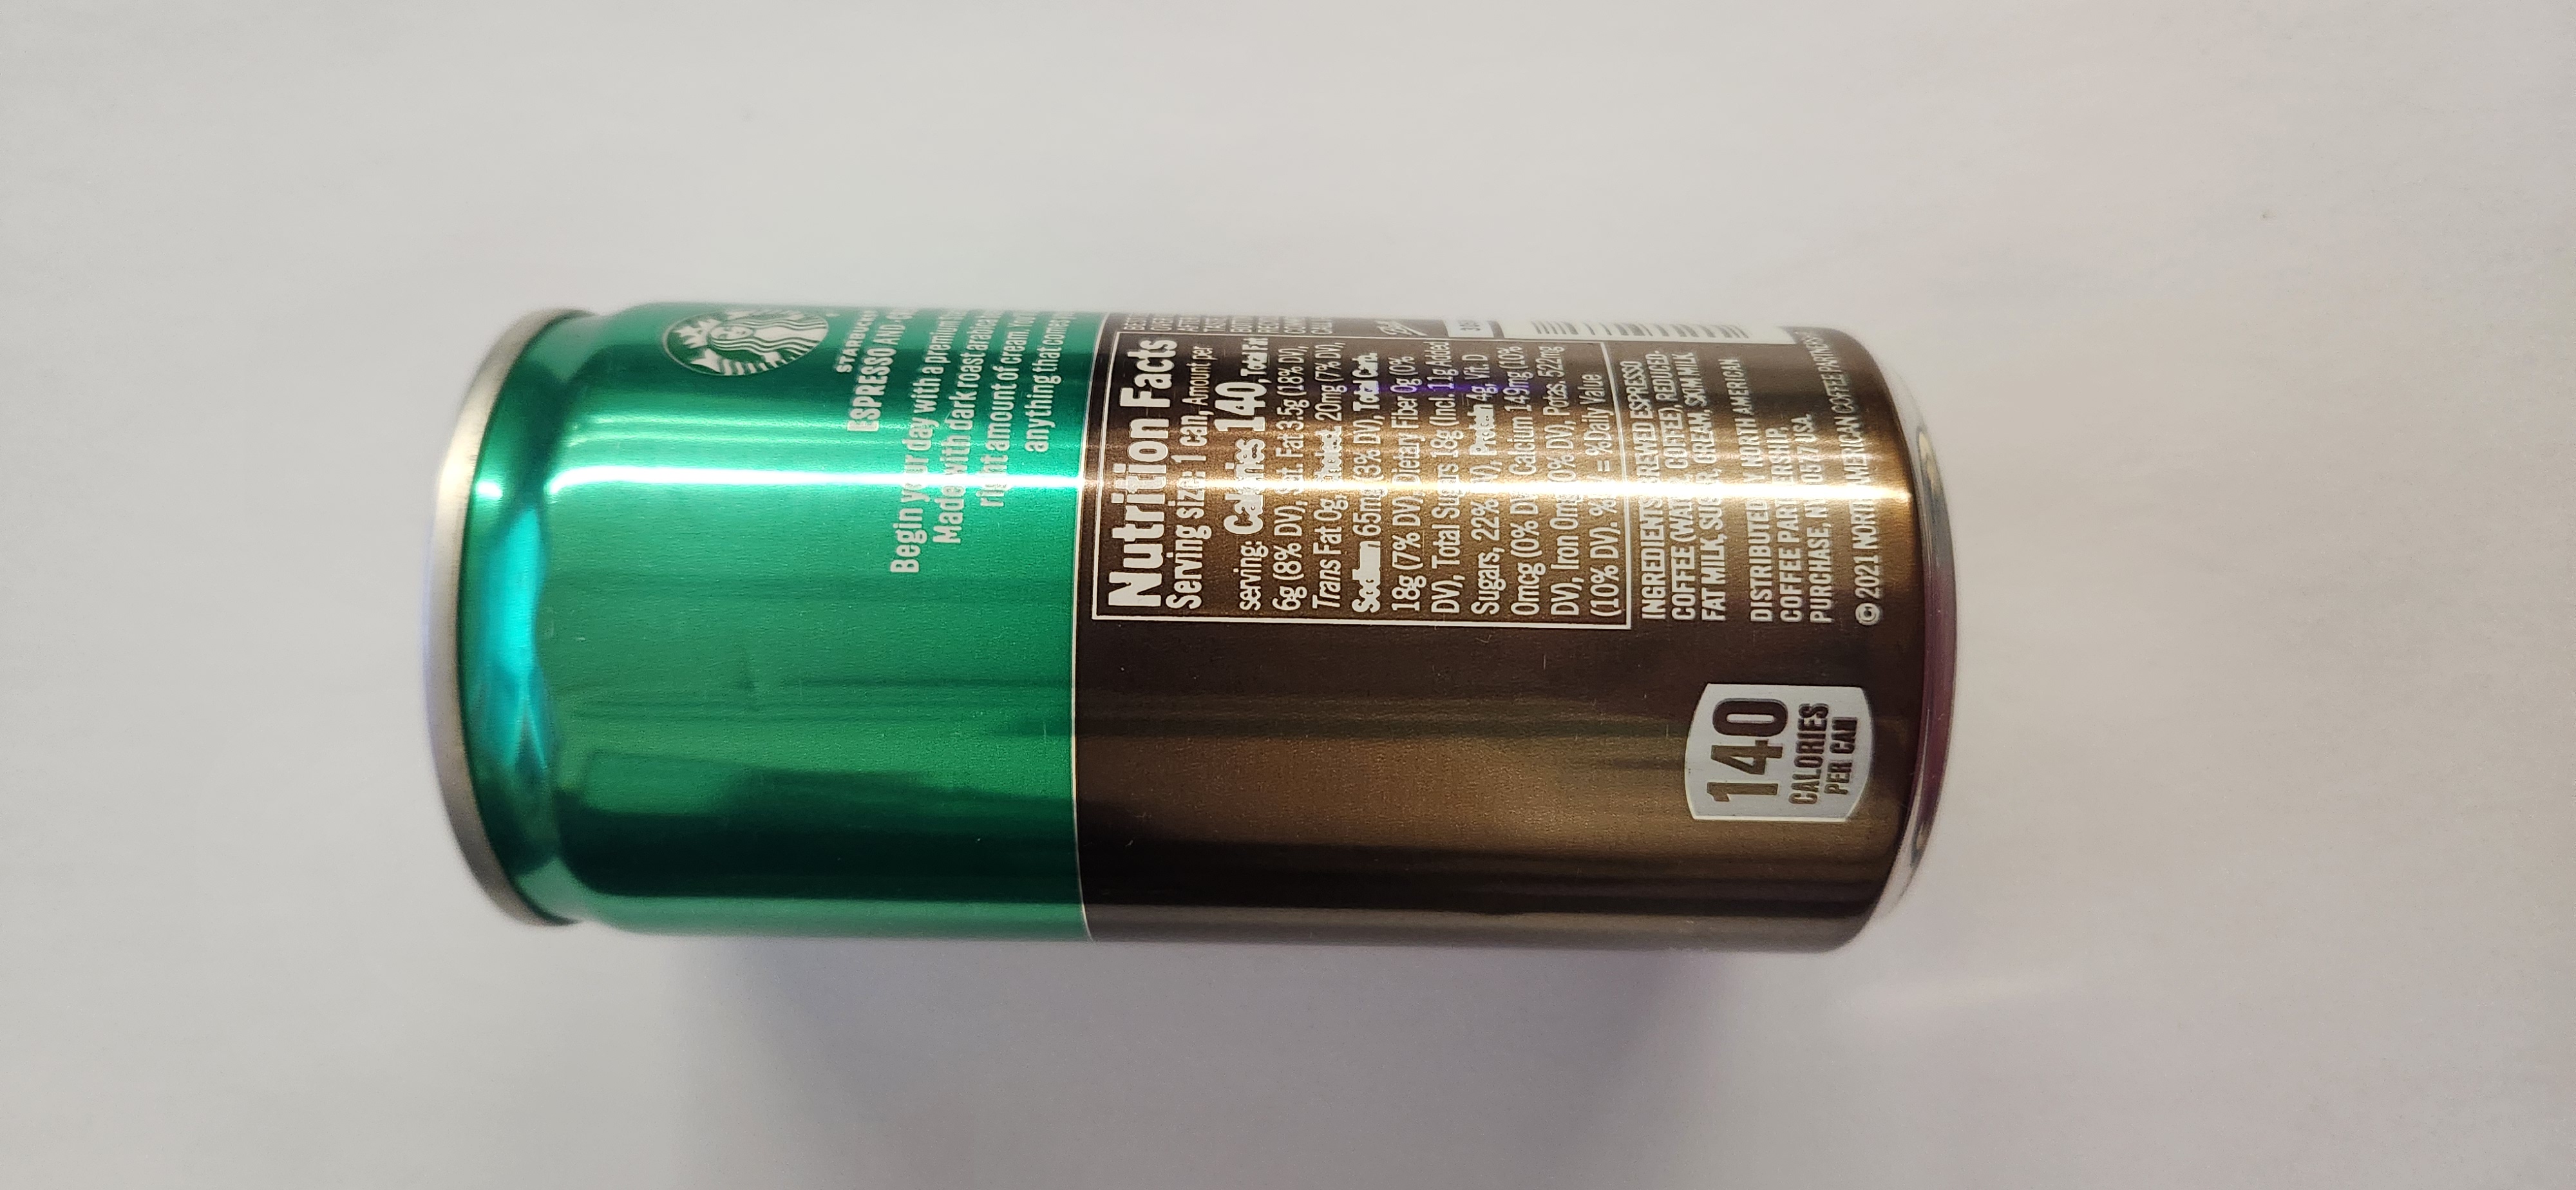 STARBUCKS
ESPRESSO AND
Begin your day with a premium
Made with dark roast arabica
right amount of cream.
anything that comes
Nutrition Facts
Serving size: 1 can, Amount per
serving: Calories 140, Total Fat
6g (8% DV), Sat. Fat 3.5g (18% DV),
Trans Fat 0g, Cholest. 20mg (7% DV),
Sodium 65mg (3% DV), Total Carb.
18g (7% DV), Dietary Fiber 0g (0%
DV), Total Sugars 18g (Incl. 11g Added
Sugars, 22% DV), Protein 4g, Vit. D
0mcg (0% DV), Calcium 149mg (10%
DV), Iron 0mg (0% DV), Potas. 522mg
(10% DV). %DV = %Daily Value
INGREDIENTS: BREWED ESPRESSO
COFFEE (WATER, COFFEE), REDUCED-
FAT MILK, SUGAR, CREAM, SKIM MILK
DISTRIBUTED BY NORTH AMERICAN
COFFEE PARTNERSHIP,
PURCHASE, NY 10577 USA
© 2021 NORTH AMERICAN COFFEE PARTNERSHIP
140
CALORIES
PER CAN